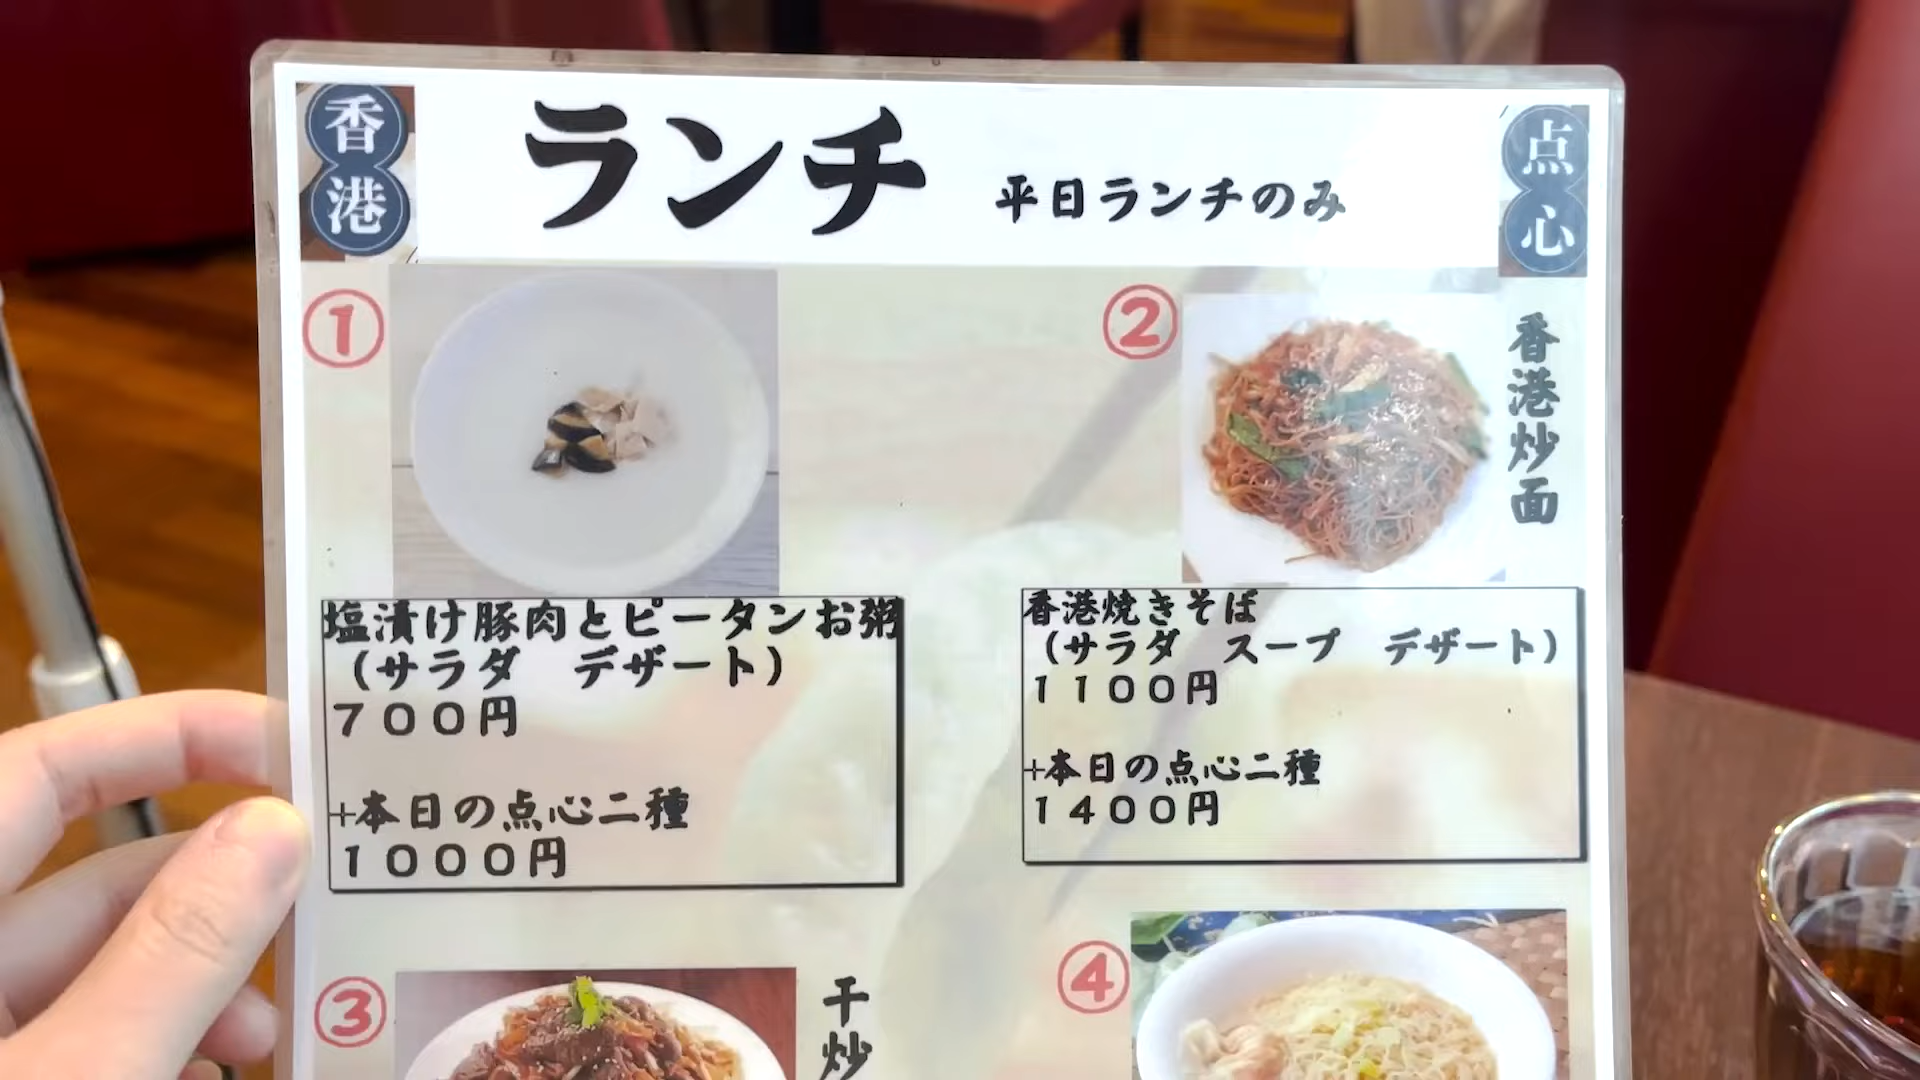 香港
ランチ
平日ランチのみ
点心
①
②
香港炒面
塩漬け豚肉とピータンお粥
（サラダ　デザート）
７００円
+本日の点心二種
１０００円
香港焼きそば
（サラダ　スープ　デザート）
１１００円
+本日の点心二種
１４００円
③
干炒
④